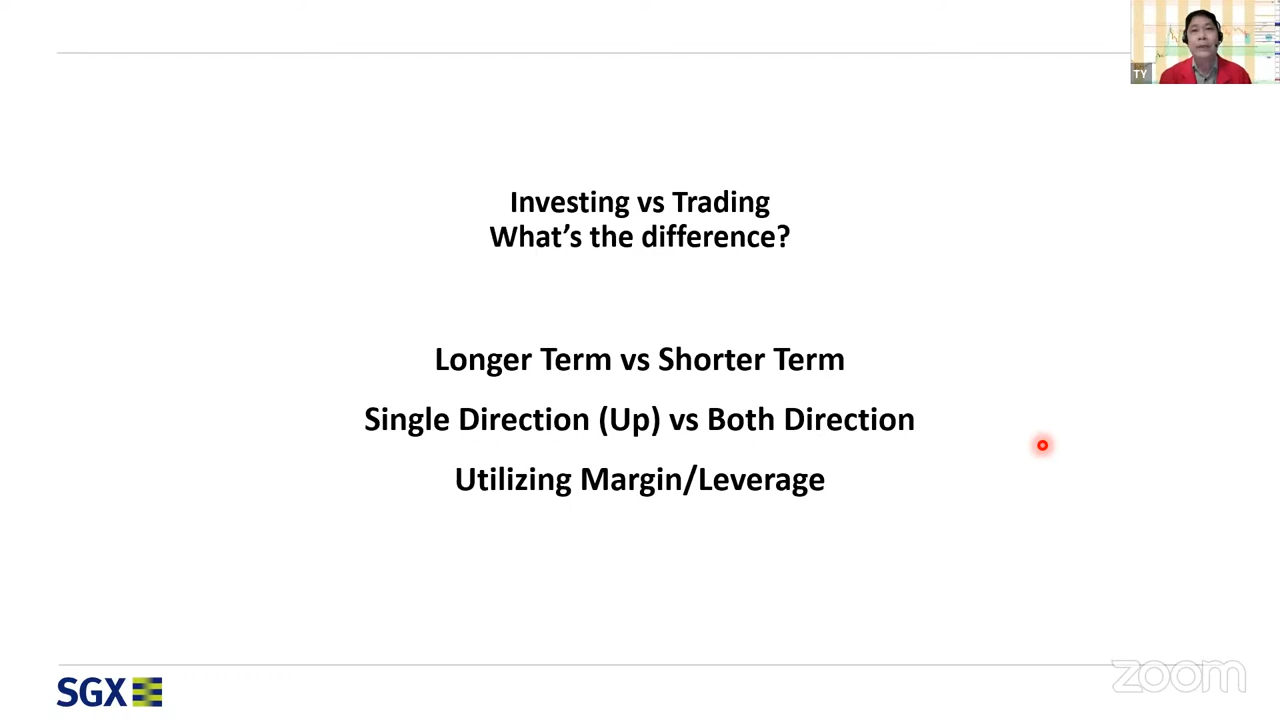 TY
Investing vs Trading
What's the difference?
Longer Term vs Shorter Term
Single Direction (Up) vs Both Direction
Utilizing Margin/Leverage
SGX
zoom